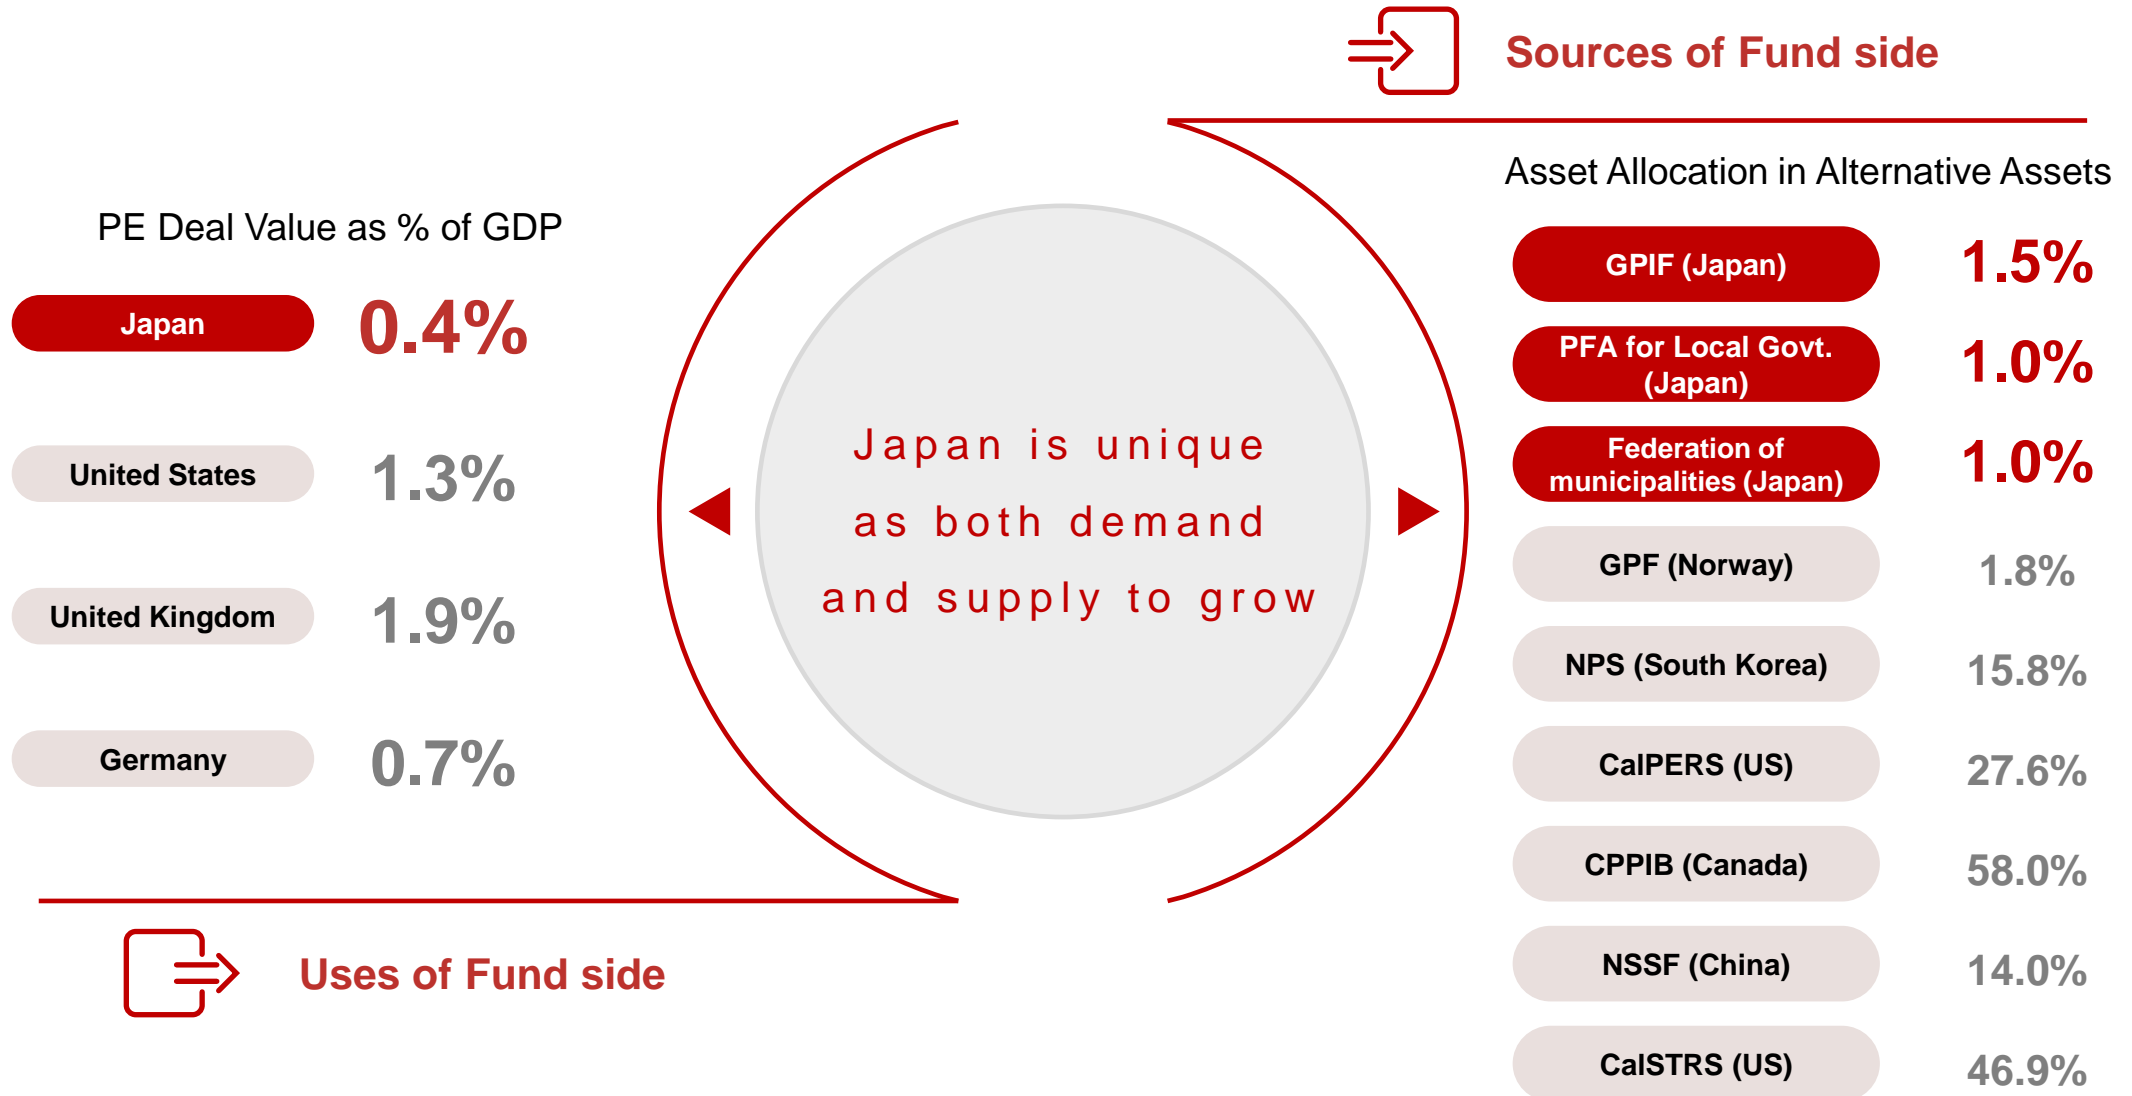 Sources of Fund side
Asset Allocation in Alternative Assets
GPIF (Japan) 1.5%
PFA for Local Govt.
(Japan) 1.0%
Federation of
municipalities (Japan) 1.0%
GPF (Norway) 1.8%
NPS (South Korea) 15.8%
CalPERS (US) 27.6%
CPPIB (Canada) 58.0%
NSSF (China) 14.0%
CalSTRS (US) 46.9%
PE Deal Value as % of GDP
Japan 0.4%
United States 1.3%
United Kingdom 1.9%
Germany 0.7%
Uses of Fund side
Japan is unique
as both demand
and supply to grow